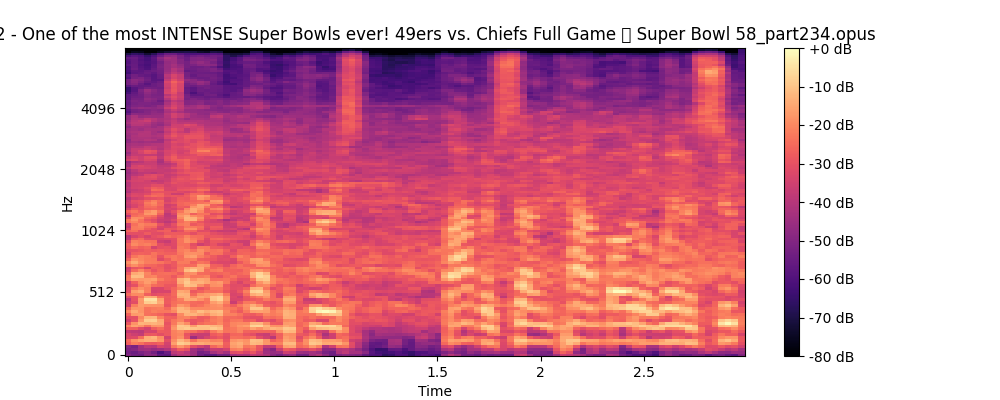 2 - One of the most INTENSE Super Bowls ever! 49ers vs. Chiefs Full Game ▯ Super Bowl 58_part234.opus
Hz
4096
2048
1024
512
0
0 0.5 1 1.5 2 2.5
Time
+0 dB
-10 dB
-20 dB
-30 dB
-40 dB
-50 dB
-60 dB
-70 dB
-80 dB